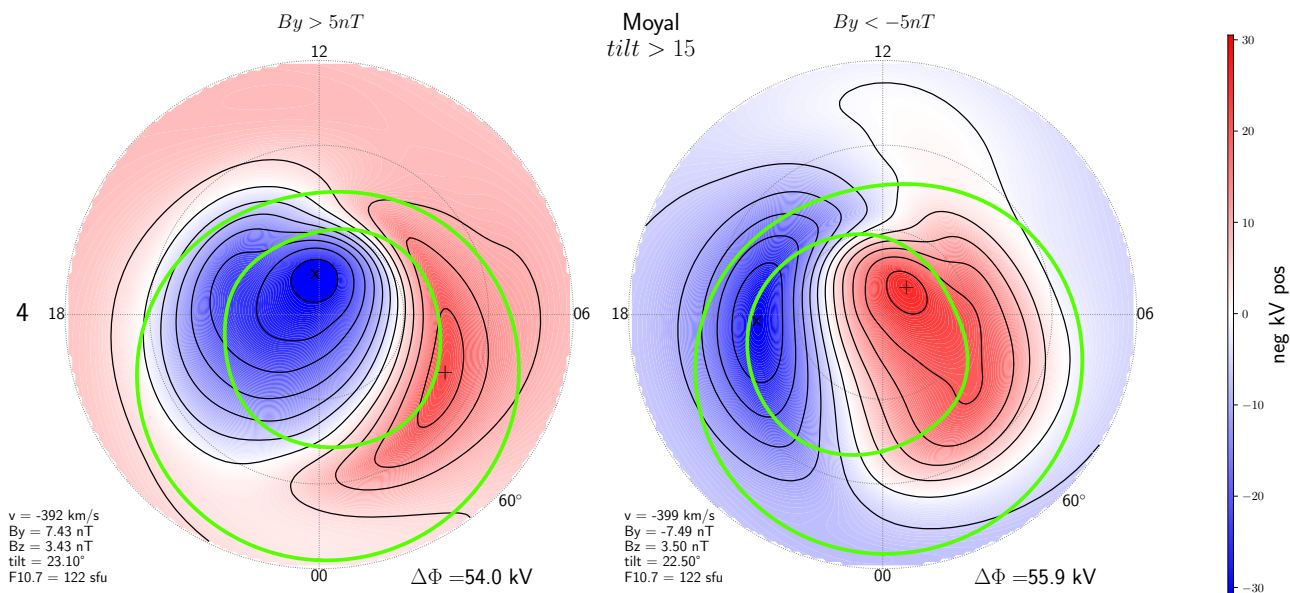 By > 5nT
Moyal
tilt > 15
By < −5nT
12
12
4
18
06
18
06
60°
60°
00
00
v = -392 km/s
By = 7.43 nT
Bz = 3.43 nT
tilt = 23.10°
F10.7 = 122 sfu
ΔΦ =54.0 kV
v = -399 km/s
By = -7.49 nT
Bz = 3.50 nT
tilt = 22.50°
F10.7 = 122 sfu
ΔΦ =55.9 kV
30
20
10
0
−10
−20
−30
neg kV pos